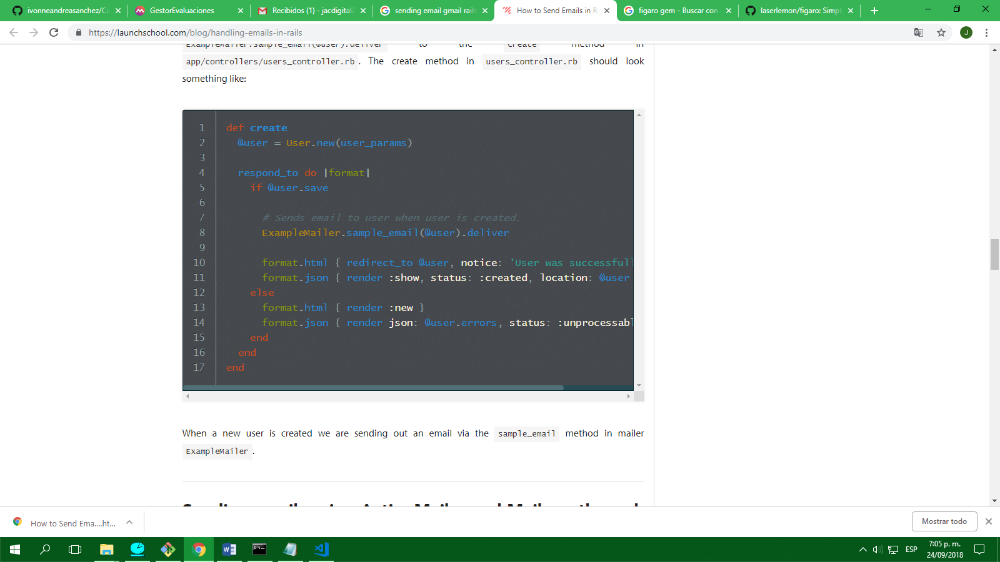 ivonneandreasanchez/Cu
GestorEvaluaciones
Recibidos (1) - jacdigital2
sending email gmail rails
How to Send Emails in R
figaro gem - Buscar con
laserlemon/figaro: Simpl
https://launchschool.com/blog/handling-emails-in-rails
J
ExampleMailer.sample_email(@user).deliver to the create method in
app/controllers/users_controller.rb . The create method in users_controller.rb should look
something like:
1 def create
2 @user = User.new(user_params)
3
4 respond_to do |format|
5 if @user.save
6
7 # Sends email to user when user is created.
8 ExampleMailer.sample_email(@user).deliver
9
10 format.html { redirect_to @user, notice: 'User was successfull
11 format.json { render :show, status: :created, location: @user
12 else
13 format.html { render :new }
14 format.json { render json: @user.errors, status: :unprocessabl
15 end
16 end
17 end
When a new user is created we are sending out an email via the sample_email method in mailer
ExampleMailer .
How to Send Ema....ht...
Mostrar todo
ESP
7:05 p. m.
24/09/2018